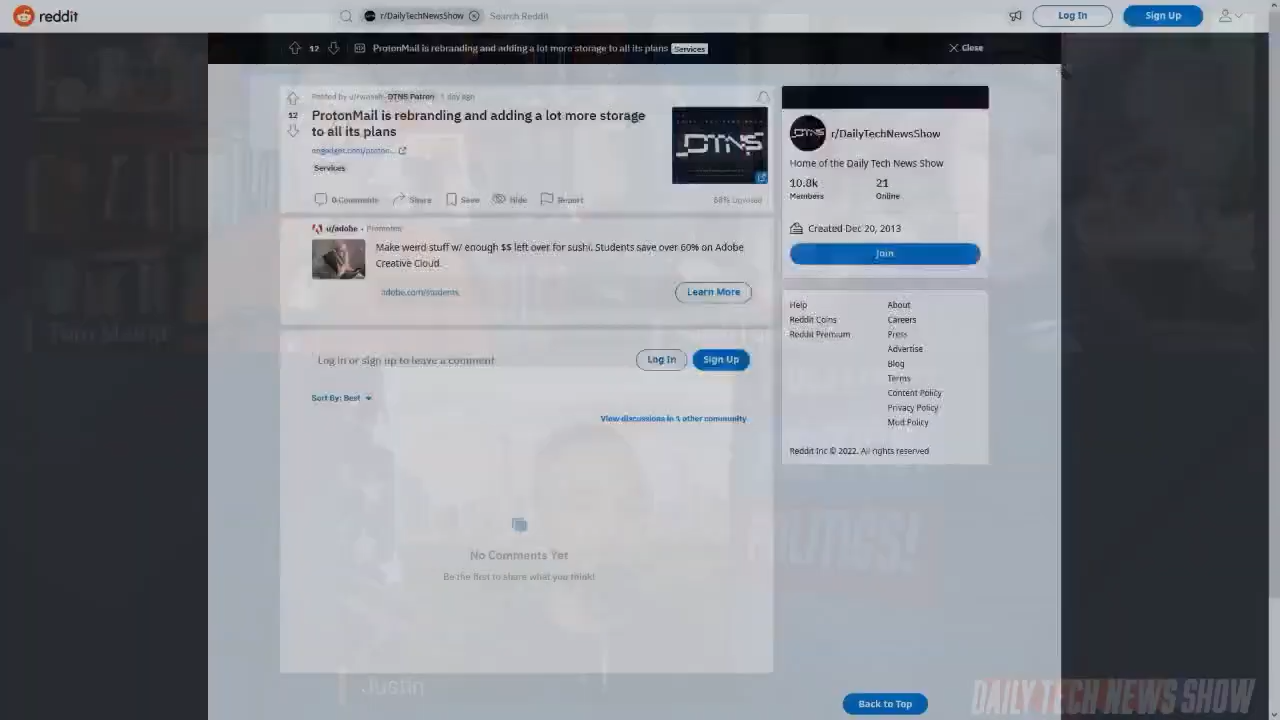 reddit
r/DailyTechNewsShow
Search Reddit
Log In
Sign Up
12
ProtonMail is rebranding and adding a lot more storage to all its plans
Services
Close
Posted by
DTNS Patron
1 day ago
12
ProtonMail is rebranding and adding a lot more storage
to all its plans
Services
0 Comments
Share
Save
Hide
Report
88% Upvoted
DTNS
r/DailyTechNewsShow
Home of the Daily Tech News Show
10.8k
21
Members
Online
Created Dec 20, 2013
Join
u/adobe • Promoted
Make weird stuff w/ enough $$ left over for sushi. Students save over 60% on Adobe
Creative Cloud.
adobe.com/students
Learn More
Help
About
Reddit Coins
Careers
Reddit Premium
Press
Advertise
Blog
Terms
Content Policy
Privacy Policy
Mod Policy
Reddit Inc © 2022. All rights reserved
Log in or sign up to leave a comment
Log In
Sign Up
Sort By: Best
View discussions in 1 other community
No Comments Yet
Be the first to share what you think!
Justin
Back to Top
DAILY TECH NEWS SHOW